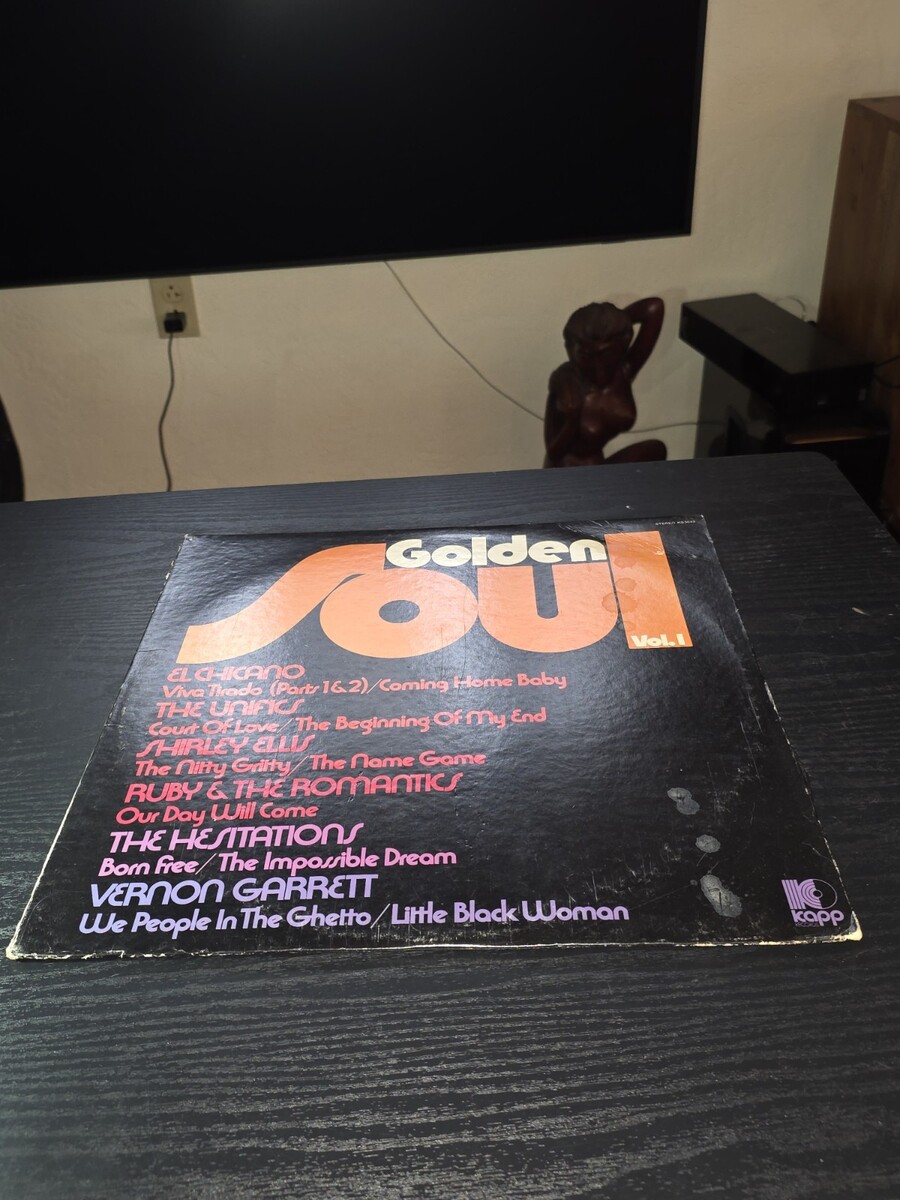 Golden
Soul
Vol. 1
EL CHICANO
Viva Tirado (Parts 1 & 2)/Coming Home Baby
THE UNIFICS
Court Of Love/The Beginning Of My End
SHIRLEY ELLIS
The Nitty Gritty/The Name Game
RUBY & THE ROMANTICS
Our Day Will Come
THE HESITATIONS
Born Free/The Impossible Dream
VERNON GARRETT
We People In The Ghetto/Little Black Woman
kapp